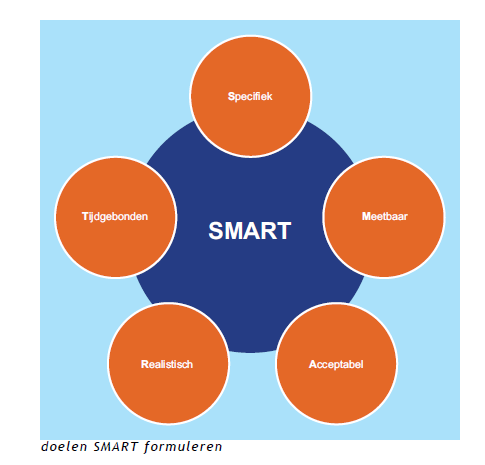 Specifiek
Meetbaar
Acceptabel
Realistisch
Tijdgebonden
SMART
doelen SMART formuleren